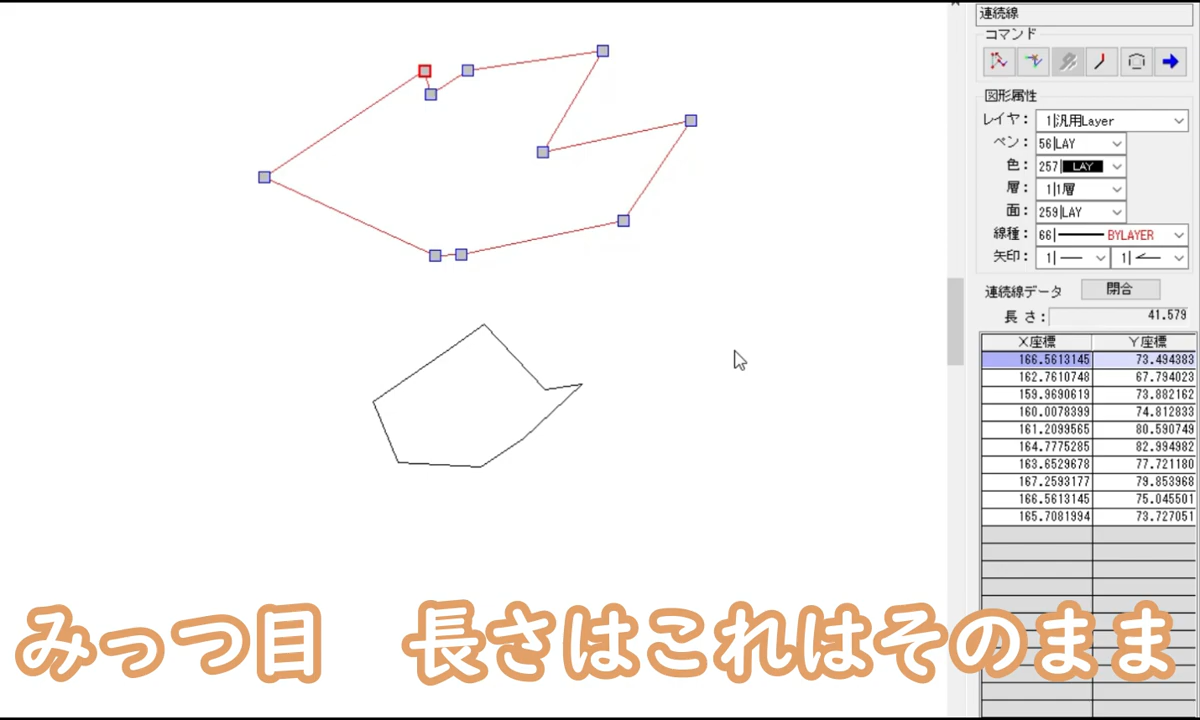 連続線
コマンド
図形属性
レイヤ： 1|汎用Layer
ペン： 56|LAY
色： 257| LAY
層： 1|1層
面： 259|LAY
線種： 66| BYLAYER
矢印： 1| 1|
連続線データ 閉合
長 さ： 41.579
X座標 Y座標
166.5613145 73.494383
162.7610748 67.794023
159.9690619 73.882162
160.0078399 74.812833
161.2099565 80.590749
164.7775285 82.994982
163.6529678 77.721180
167.2593177 79.853968
166.5613145 75.045501
165.7081994 73.727051
みっつ目 長さはこれはそのまま